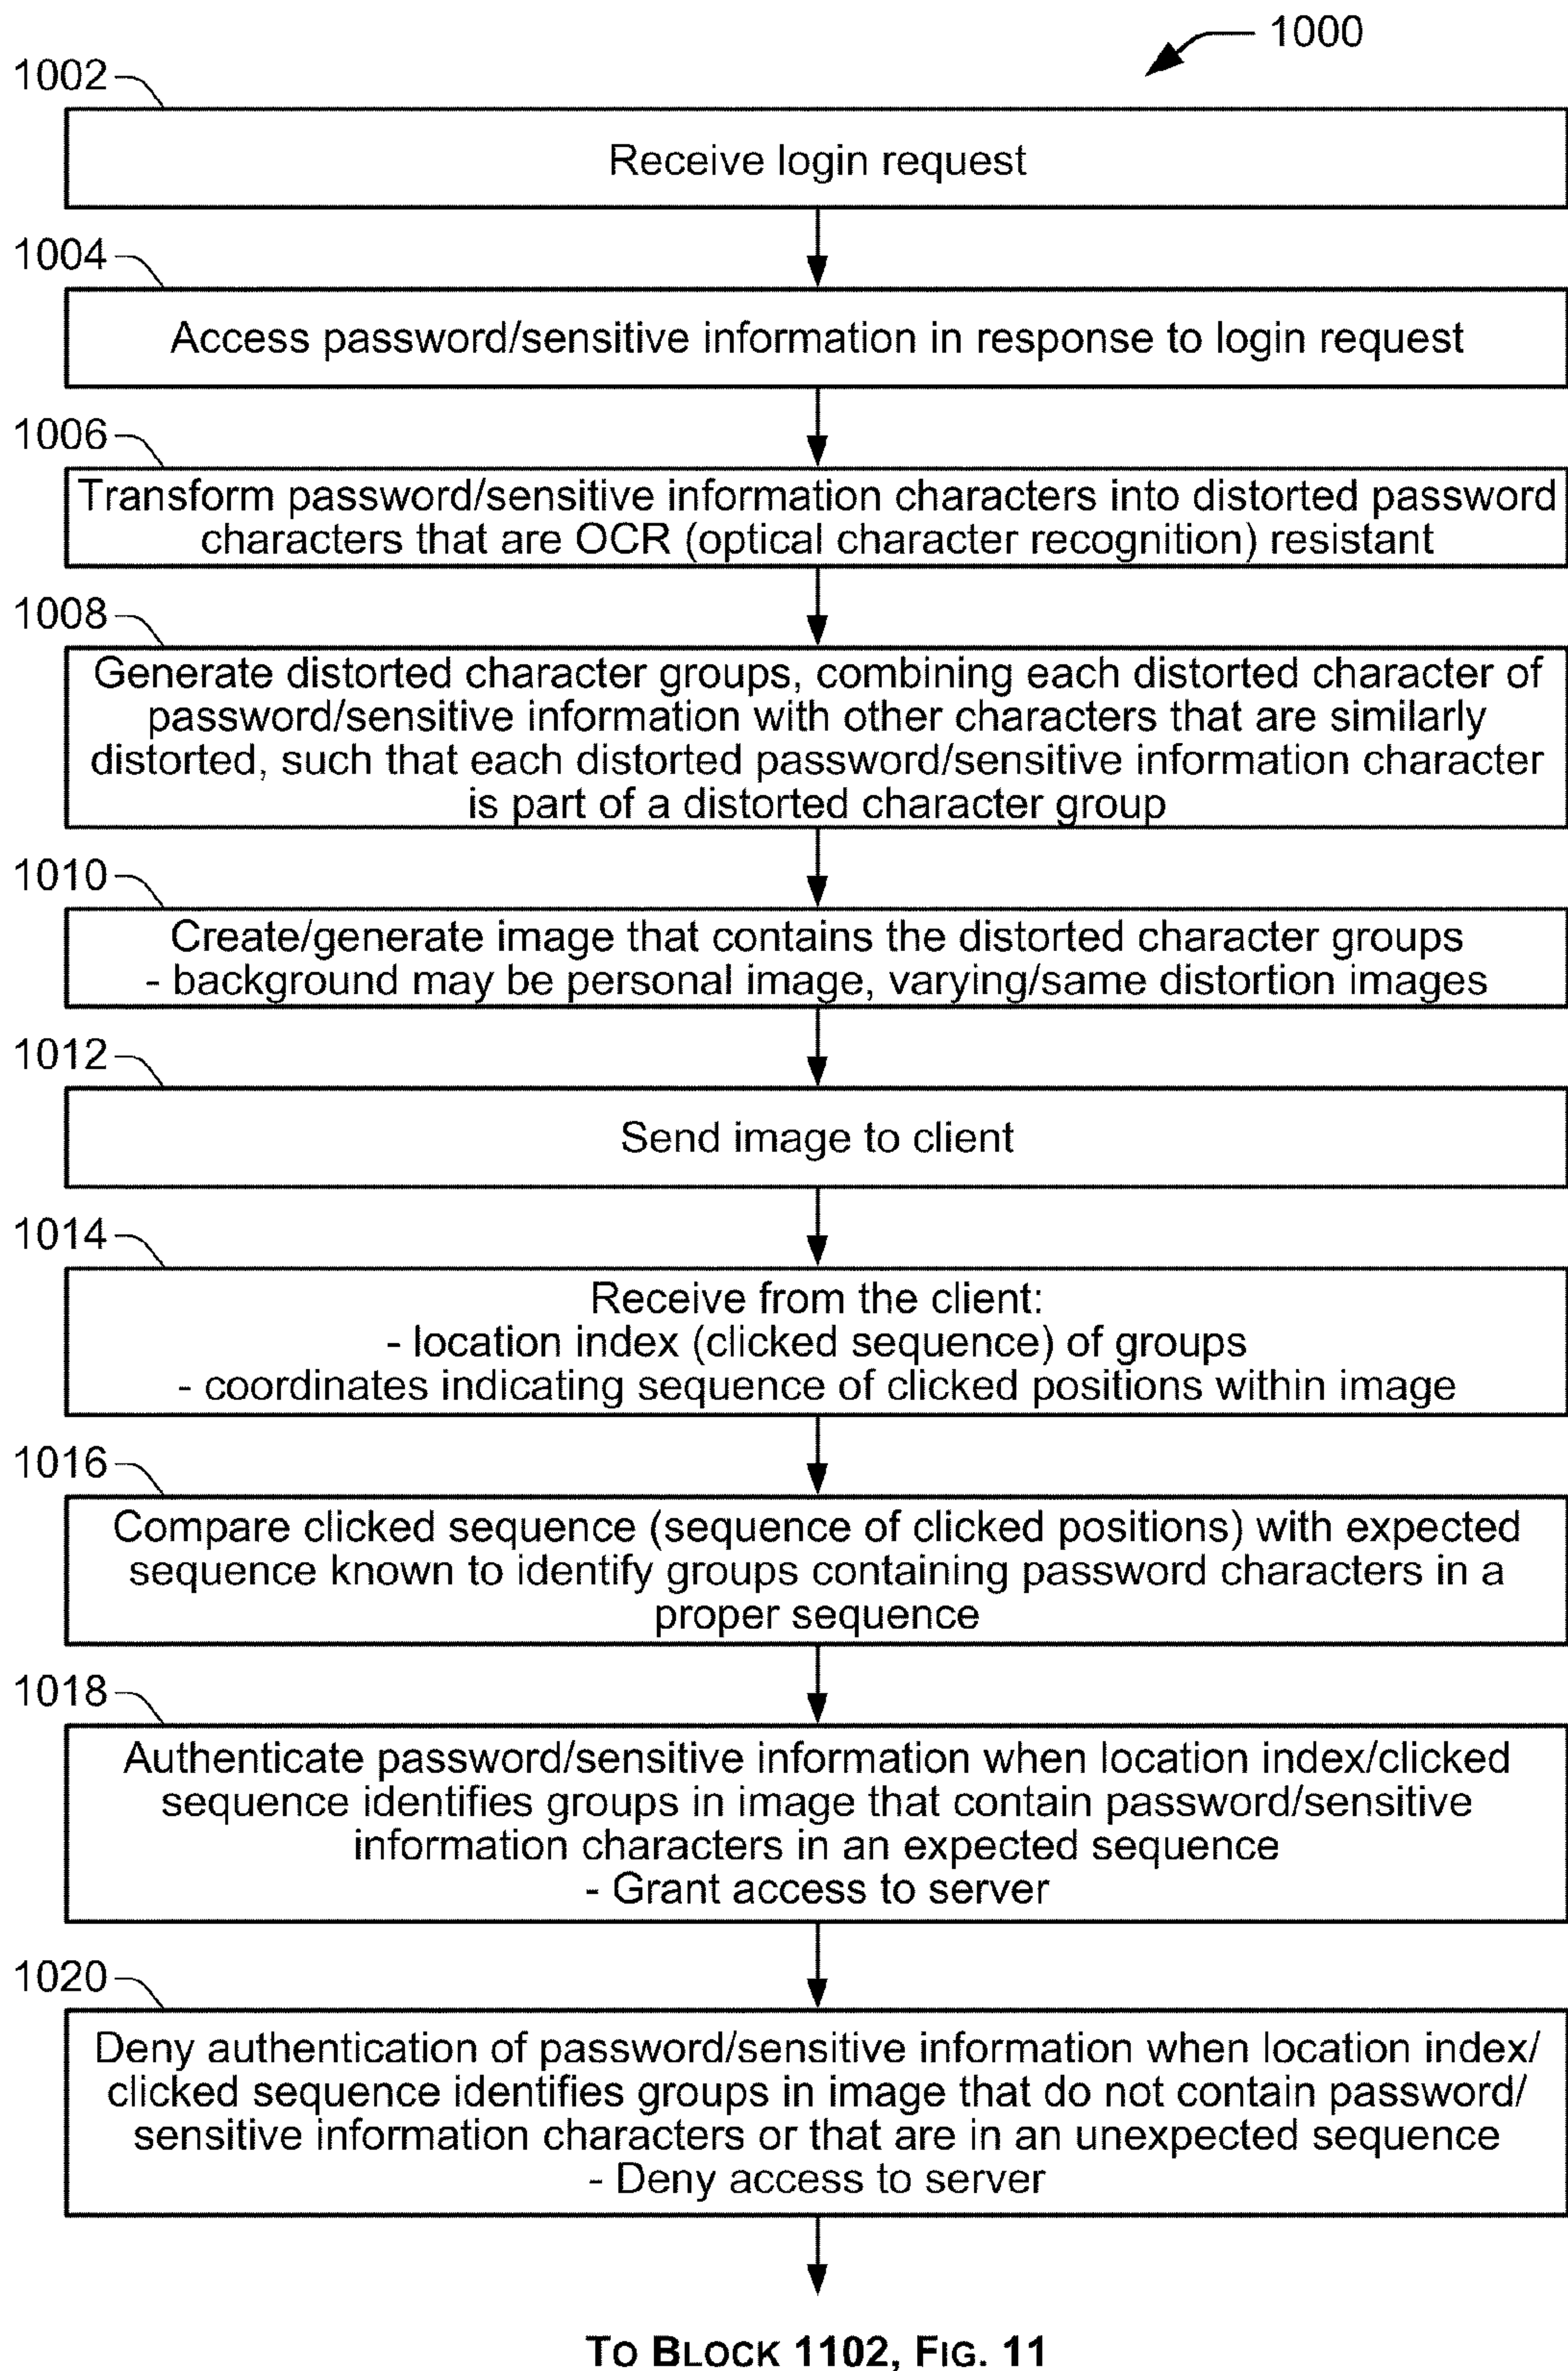 1000
1002
Receive login request
1004
Access password/sensitive information in response to login request
1006
Transform password/sensitive information characters into distorted password
characters that are OCR (optical character recognition) resistant
1008
Generate distorted character groups, combining each distorted character of
password/sensitive information with other characters that are similarly
distorted, such that each distorted password/sensitive information character
is part of a distorted character group
1010
Create/generate image that contains the distorted character groups
- background may be personal image, varying/same distortion images
1012
Send image to client
1014
Receive from the client:
- location index (clicked sequence) of groups
- coordinates indicating sequence of clicked positions within image
1016
Compare clicked sequence (sequence of clicked positions) with expected
sequence known to identify groups containing password characters in a
proper sequence
1018
Authenticate password/sensitive information when location index/clicked
sequence identifies groups in image that contain password/sensitive
information characters in an expected sequence
- Grant access to server
1020
Deny authentication of password/sensitive information when location index/
clicked sequence identifies groups in image that do not contain password/
sensitive information characters or that are in an unexpected sequence
- Deny access to server
TO BLOCK 1102, FIG. 11